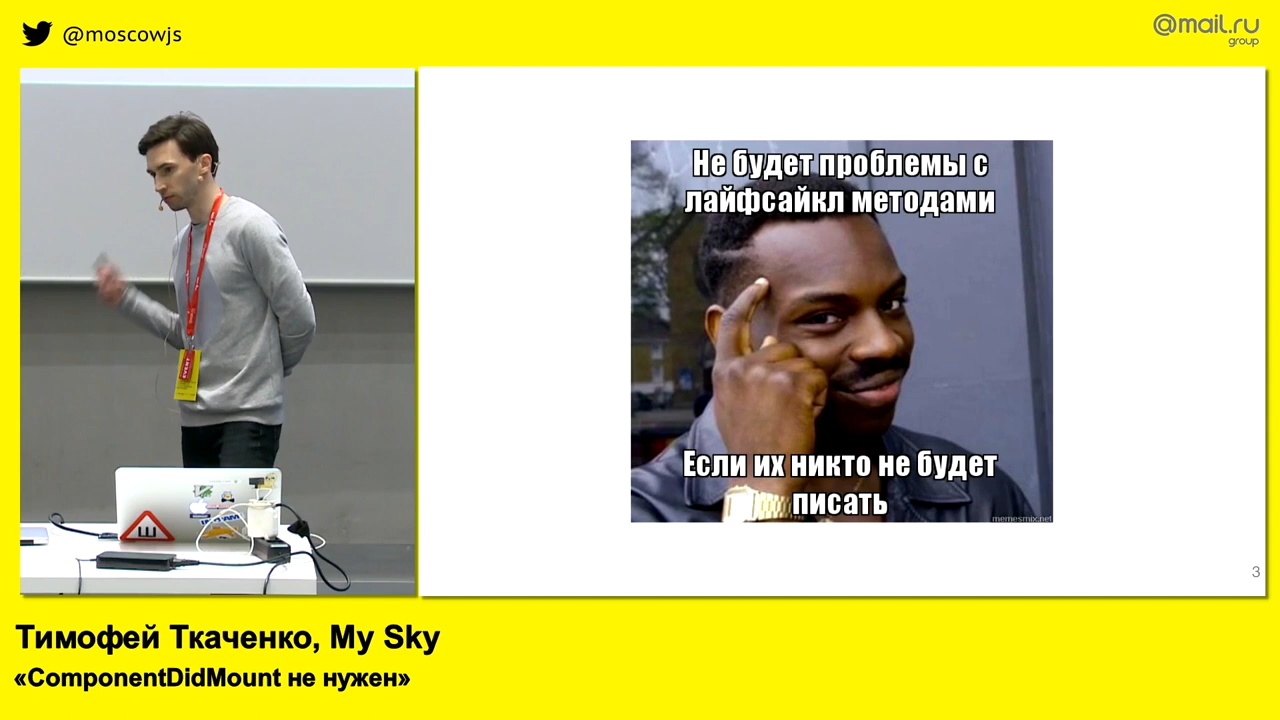 @moscowjs
@mail.ru
group
Не будет проблемы с
лайфсайкл методами
Если их никто не будет
писать
memesmix.net
EVENT
Ш
3
Тимофей Ткаченко, My Sky
«ComponentDidMount не нужен»